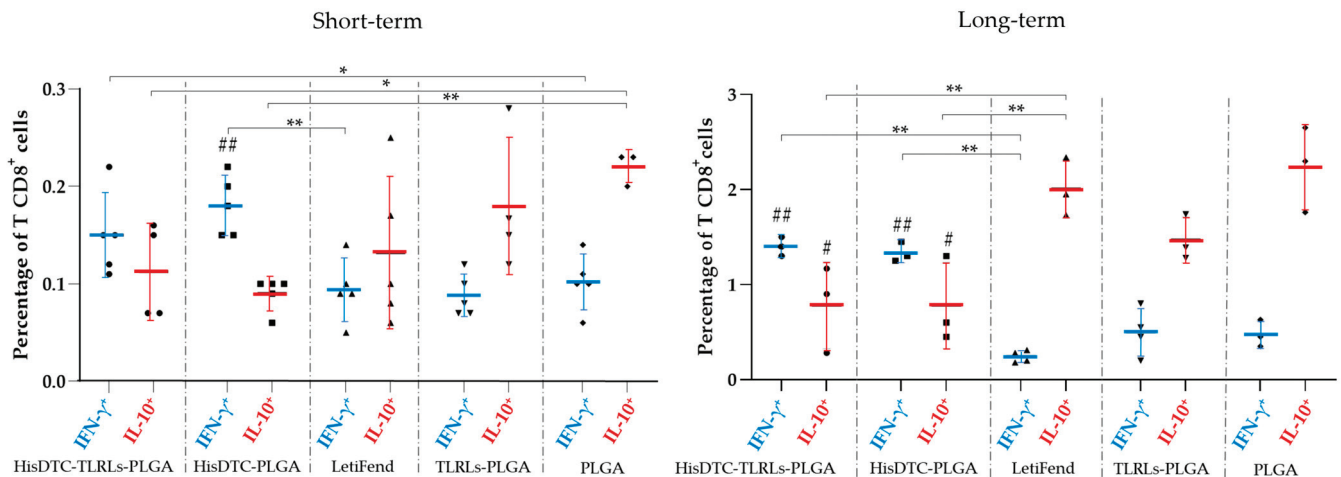 Short-term
Long-term
Percentage of T CD8⁺ cells
0.3
0.2
0.1
0.0
*
*
**
**
##
IFN-γ⁺
IL-10⁺
IFN-γ⁺
IL-10⁺
IFN-γ⁺
IL-10⁺
IFN-γ⁺
IL-10⁺
IFN-γ⁺
IL-10⁺
HisDTC-TLRLs-PLGA
HisDTC-PLGA
LetiFend
TLRLs-PLGA
PLGA
Percentage of T CD8⁺ cells
3
2
1
0
**
**
**
**
##
#
##
#
IFN-γ⁺
IL-10⁺
IFN-γ⁺
IL-10⁺
IFN-γ⁺
IL-10⁺
IFN-γ⁺
IL-10⁺
IFN-γ⁺
IL-10⁺
HisDTC-TLRLs-PLGA
HisDTC-PLGA
LetiFend
TLRLs-PLGA
PLGA